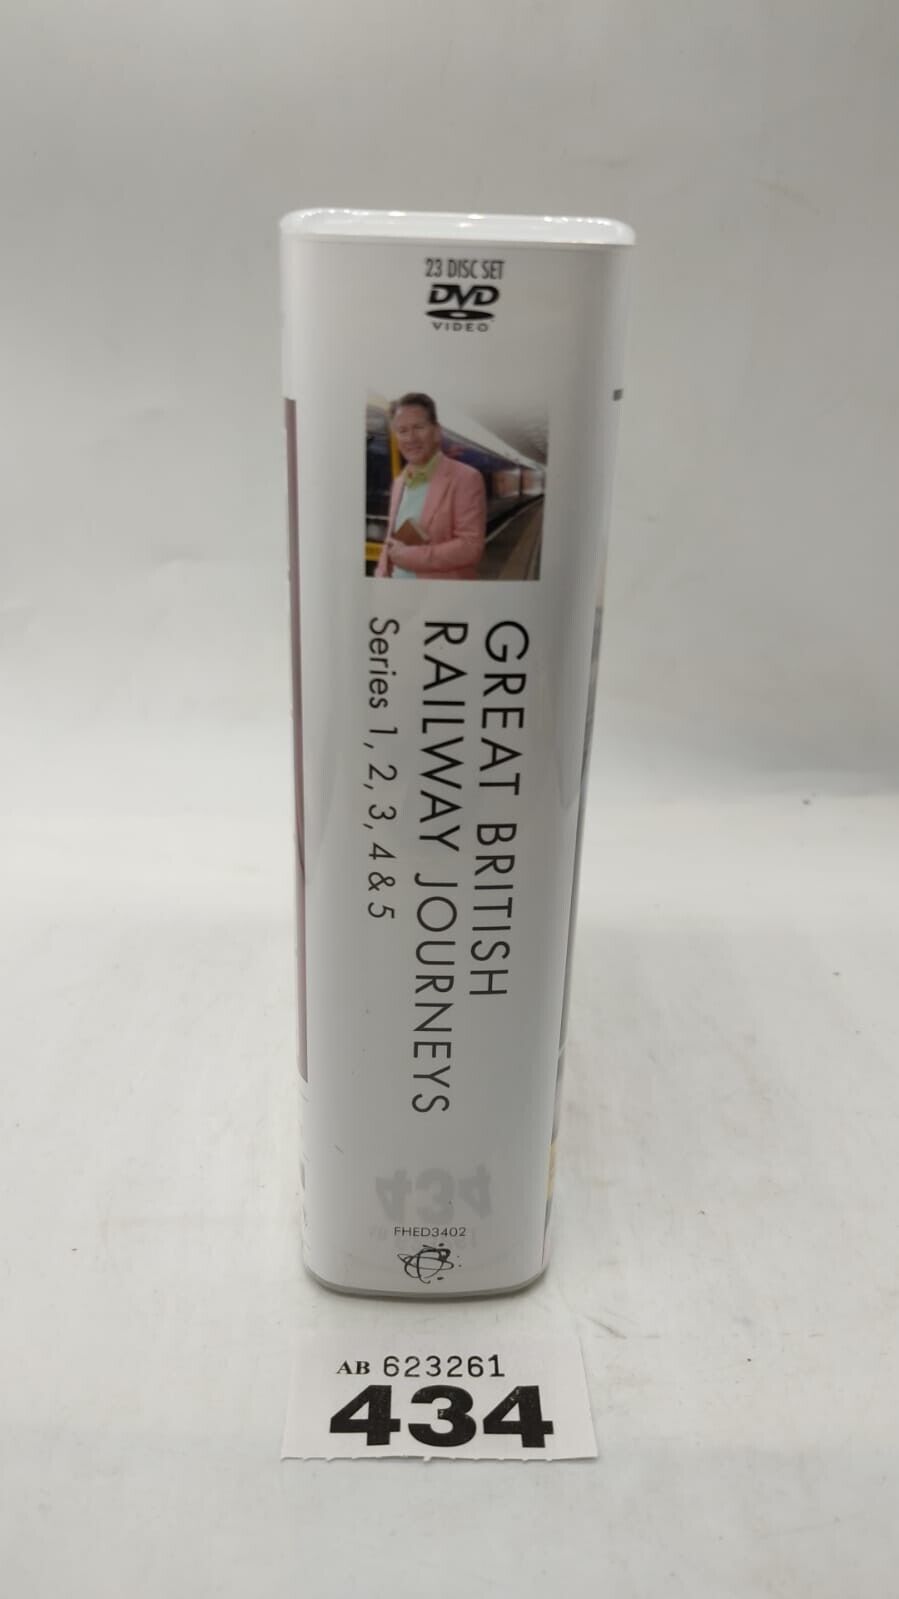 23 DISC SET
DVD
VIDEO
GREAT BRITISH
RAILWAY JOURNEYS
Series 1, 2, 3, 4 & 5
FHED3402
AB 623261
434